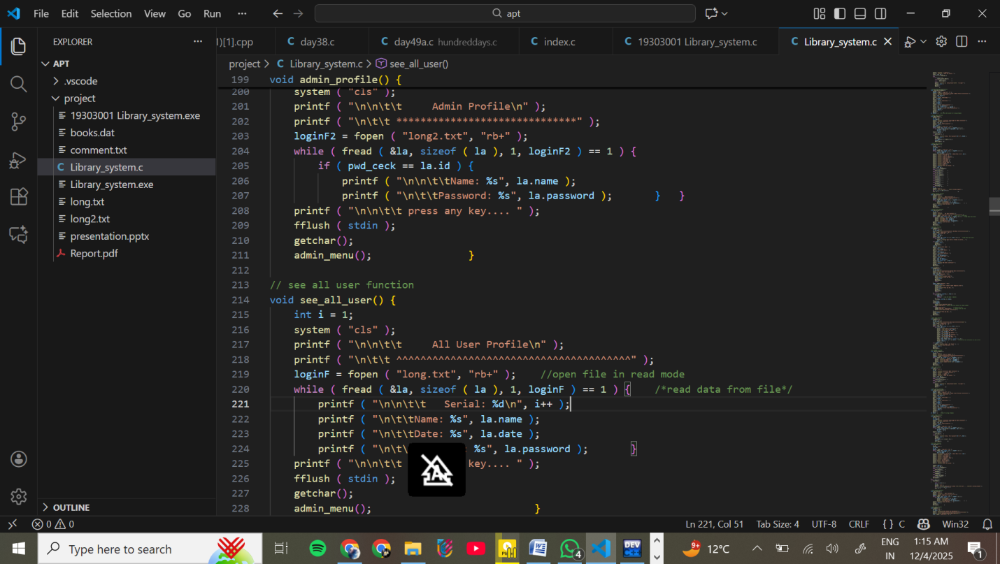 File Edit Selection View Go Run ··· apt
EXPLORER ···
APT
.vscode
project
19303001 Library_system.exe
books.dat
comment.txt
C Library_system.c
Library_system.exe
long.txt
long2.txt
presentation.pptx
Report.pdf
OUTLINE
)[1].cpp C day38.c C day49a.c hundreddays.c C index.c C 19303001 Library_system.c C Library_system.c
project > C Library_system.c > see_all_user()
199 void admin_profile() {
200 system ( "cls" );
201 printf ( "\n\n\t\t     Admin Profile\n" );
202 printf ( "\n\t\t ******************************" );
203 loginF2 = fopen ( "long2.txt", "rb+" );
204 while ( fread ( &la, sizeof ( la ), 1, loginF2 ) == 1 ) {
205 if ( pwd_ceck == la.id ) {
206 printf ( "\n\n\t\tName: %s", la.name );
207 printf ( "\n\t\tPassword: %s", la.password ); } }
208 printf ( "\n\n\t\t press any key.... " );
209 fflush ( stdin );
210 getchar();
211 admin_menu(); }
212
213 // see all user function
214 void see_all_user() {
215 int i = 1;
216 system ( "cls" );
217 printf ( "\n\n\t\t     All User Profile\n" );
218 printf ( "\n\t\t ^^^^^^^^^^^^^^^^^^^^^^^^^^^^^^^^^^^^^^^" );
219 loginF = fopen ( "long.txt", "rb+" ); //open file in read mode
220 while ( fread ( &la, sizeof ( la ), 1, loginF ) == 1 ) { /*read data from file*/
221 printf ( "\n\n\t\t   Serial: %d\n", i++ );
222 printf ( "\n\t\tName: %s", la.name );
223 printf ( "\n\t\tDate: %s", la.date );
224 printf ( "\n\t\ %s", la.password ); }
225 printf ( "\n\n\t\t key.... " );
226 fflush ( stdin );
227 getchar();
228 admin_menu(); }
A
0 0 Ln 221, Col 51 Tab Size: 4 UTF-8 CRLF { } C Win32
Type here to search 4 DEV 9+ 12°C ENG IN 1:15 AM 12/4/2025 1